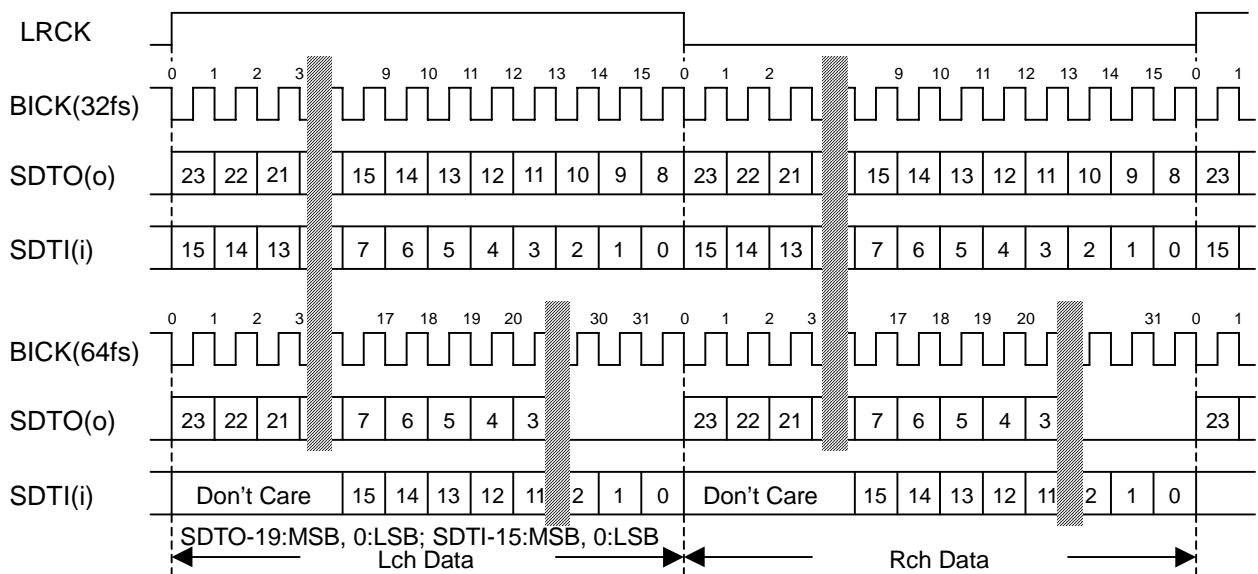 LRCK
0 1 2 3 9 10 11 12 13 14 15 0 1 2 9 10 11 12 13 14 15 0 1
BICK(32fs)
SDTO(o) 23 22 21 15 14 13 12 11 10 9 8 23 22 21 15 14 13 12 11 10 9 8 23
SDTI(i) 15 14 13 7 6 5 4 3 2 1 0 15 14 13 7 6 5 4 3 2 1 0 15
0 1 2 3 17 18 19 20 30 31 0 1 2 3 17 18 19 20 31 0 1
BICK(64fs)
SDTO(o) 23 22 21 7 6 5 4 3 23 22 21 7 6 5 4 3 23
SDTI(i) Don't Care 15 14 13 12 11 2 1 0 Don't Care 15 14 13 12 11 2 1 0
SDTO-19:MSB, 0:LSB; SDTI-15:MSB, 0:LSB
Lch Data Rch Data